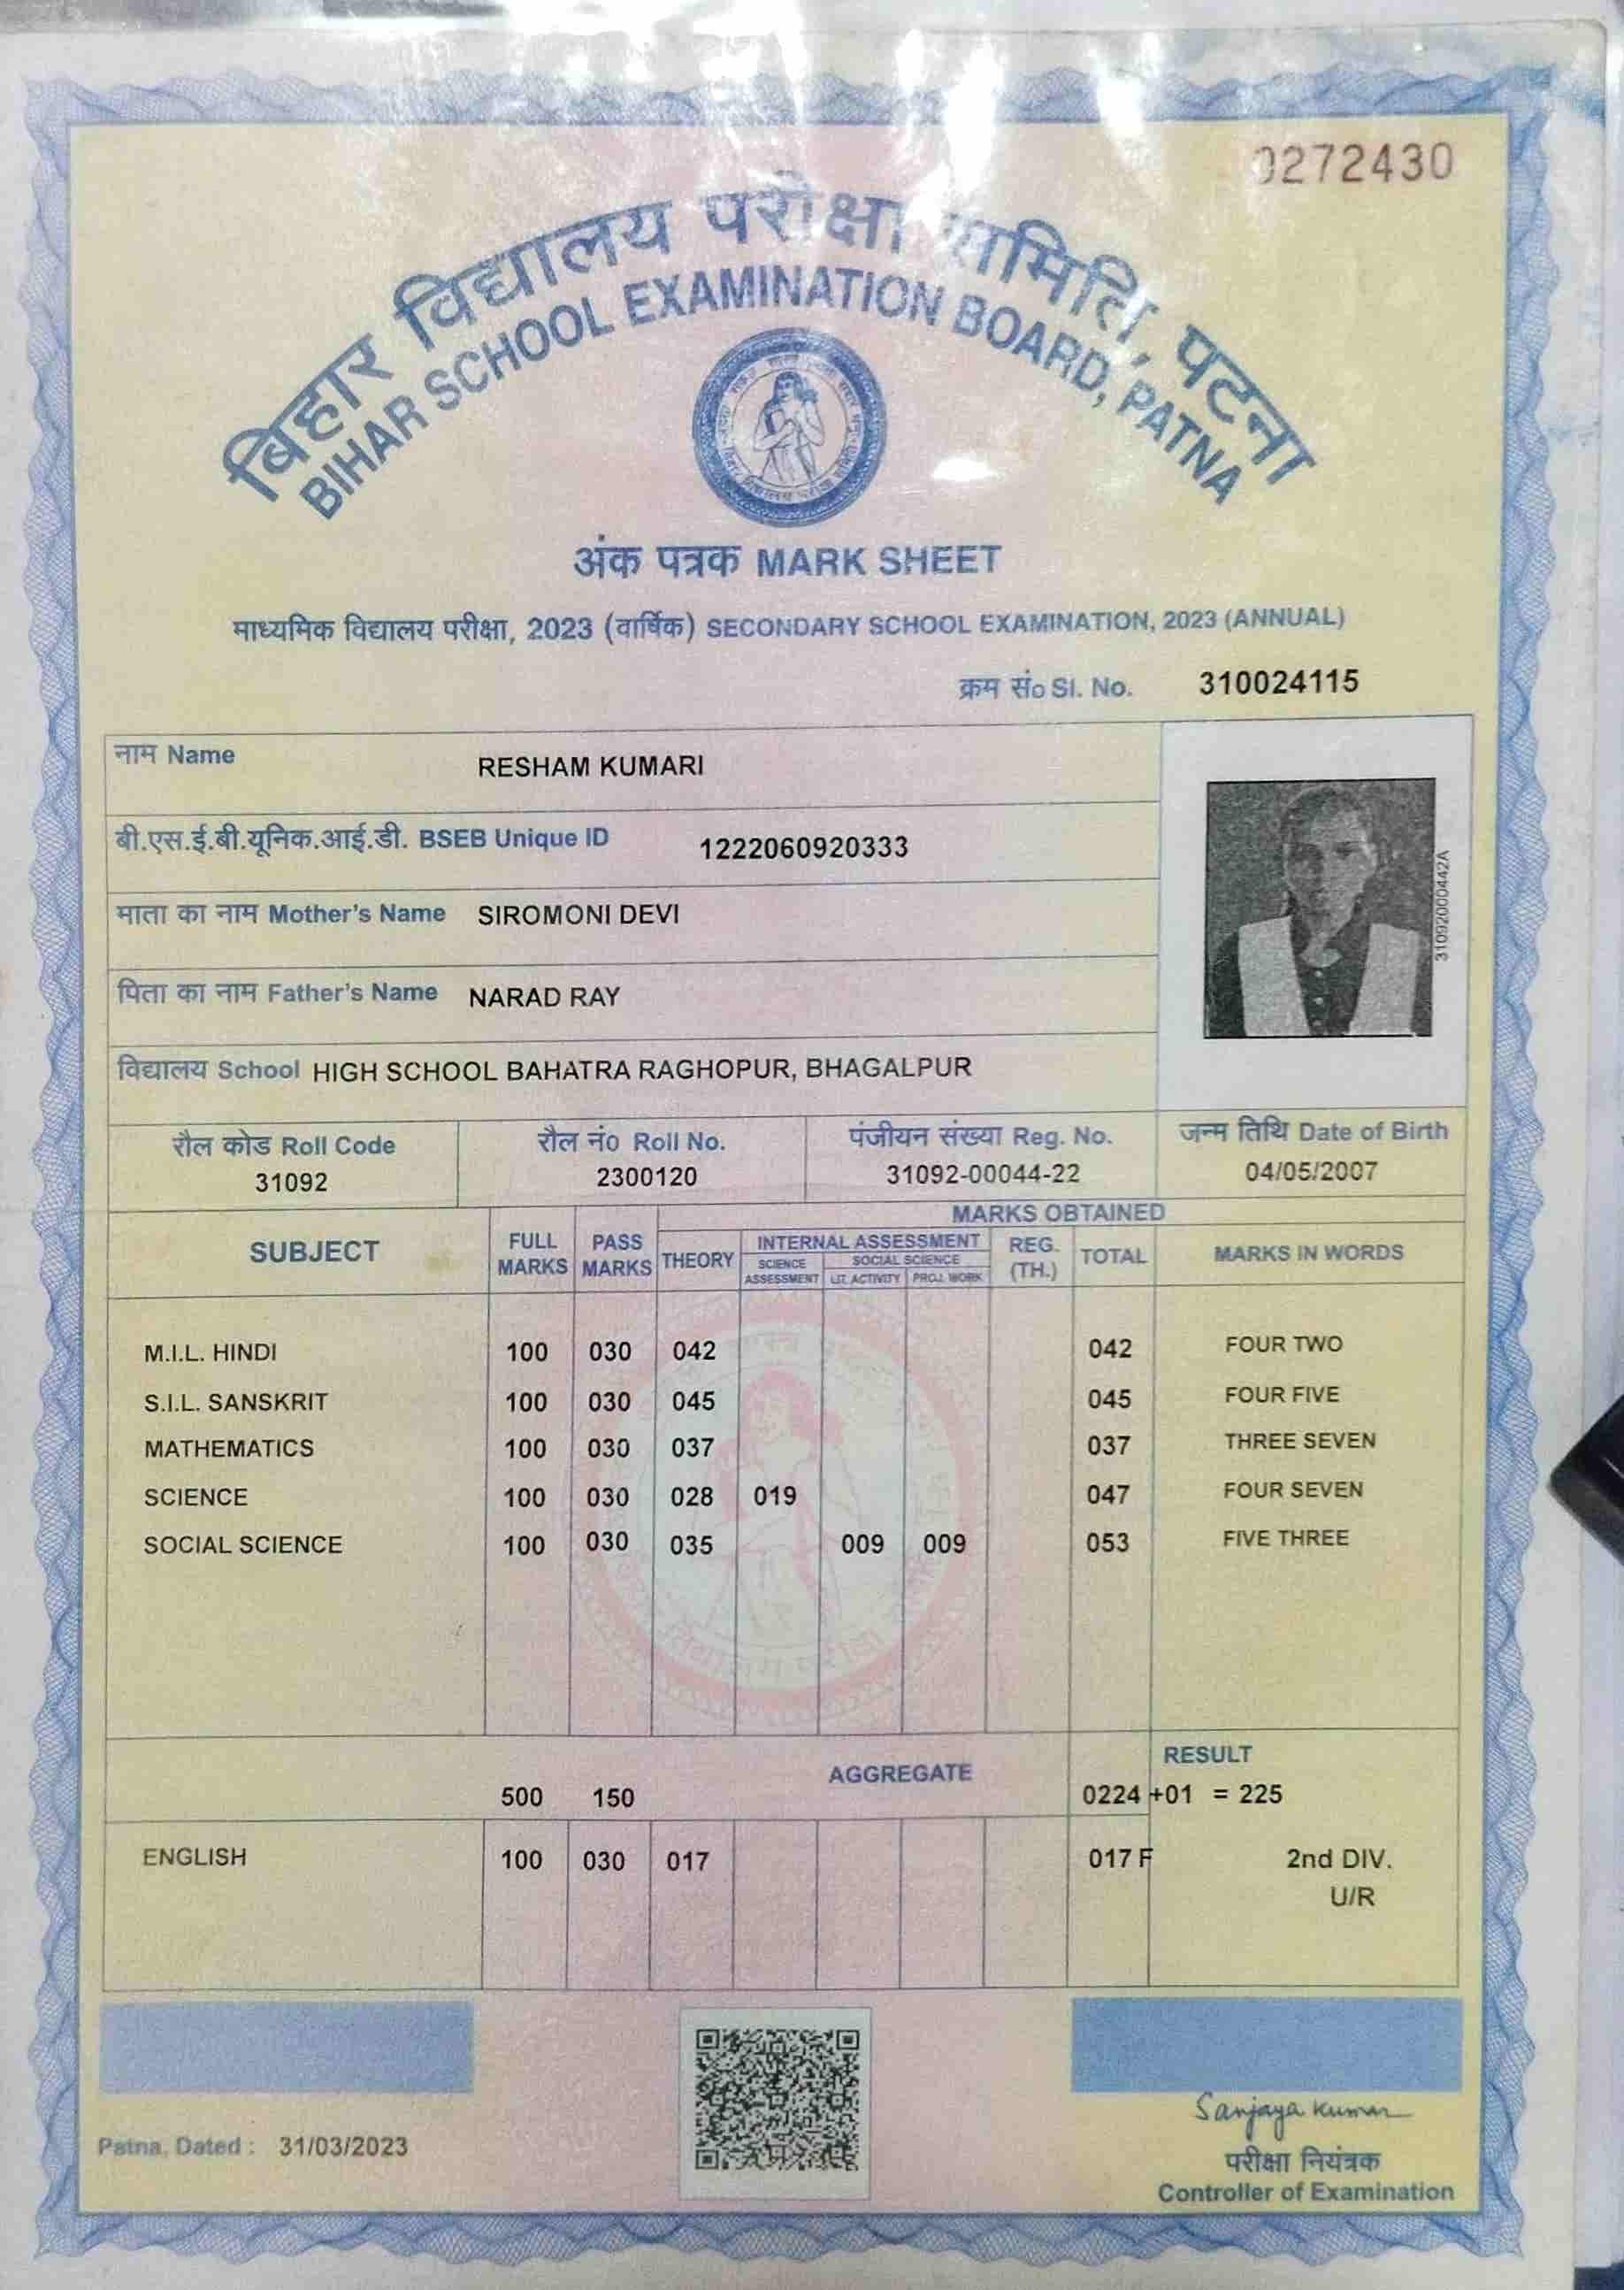 0272430
बिहार विद्यालय परीक्षा समिति, पटना
BIHAR SCHOOL EXAMINATION BOARD, PATNA
अंक पत्रक MARK SHEET
माध्यमिक विद्यालय परीक्षा, 2023 (वार्षिक) SECONDARY SCHOOL EXAMINATION, 2023 (ANNUAL)
क्रम सं० Sl. No. 310024115
नाम Name RESHAM KUMARI
बी.एस.ई.बी.यूनिक.आई.डी. BSEB Unique ID 1222060920333
माता का नाम Mother's Name SIROMONI DEVI
पिता का नाम Father's Name NARAD RAY
विद्यालय School HIGH SCHOOL BAHATRA RAGHOPUR, BHAGALPUR
31092000442A
रौल कोड Roll Code रौल नं0 Roll No. पंजीयन संख्या Reg. No. जन्म तिथि Date of Birth
31092 2300120 31092-00044-22 04/05/2007
SUBJECT FULL MARKS PASS MARKS MARKS OBTAINED
THEORY INTERNAL ASSESSMENT REG. (TH.) TOTAL MARKS IN WORDS
SCIENCE ASSESSMENT SOCIAL SCIENCE
LIT. ACTIVITY PROJ. WORK
M.I.L. HINDI 100 030 042 042 FOUR TWO
S.I.L. SANSKRIT 100 030 045 045 FOUR FIVE
MATHEMATICS 100 030 037 037 THREE SEVEN
SCIENCE 100 030 028 019 047 FOUR SEVEN
SOCIAL SCIENCE 100 030 035 009 009 053 FIVE THREE
AGGREGATE RESULT
500 150 0224 +01 = 225
ENGLISH 100 030 017 017 F 2nd DIV.
U/R
Patna, Dated : 31/03/2023
Sanjaya Kumar
परीक्षा नियंत्रक
Controller of Examination